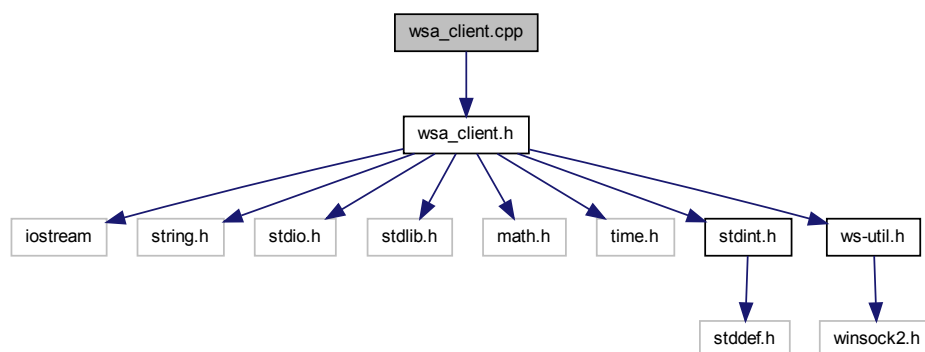 wsa_client.cpp
wsa_client.h
iostream
string.h
stdio.h
stdlib.h
math.h
time.h
stdint.h
ws-util.h
stddef.h
winsock2.h